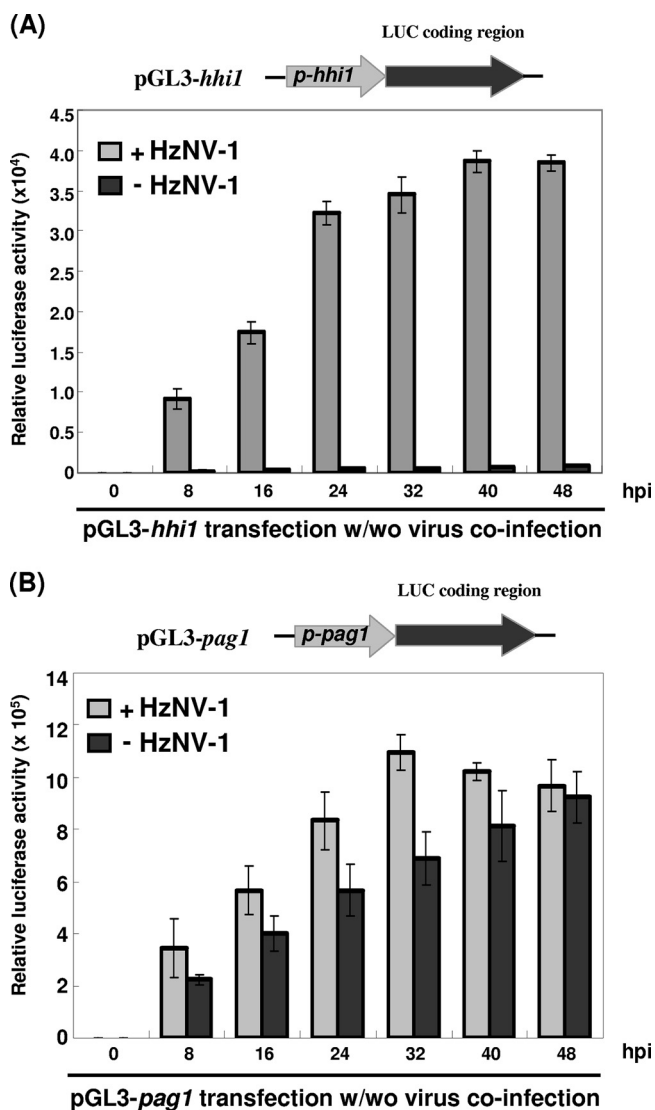 (A)
LUC coding region
pGL3-hhi1
p-hhi1
Relative luciferase activity (x10⁴)
4.5
4.0
3.5
3.0
2.5
2.0
1.5
1.0
0.5
0
+ HzNV-1
- HzNV-1
0 8 16 24 32 40 48 hpi
pGL3-hhi1 transfection w/wo virus co-infection
(B)
LUC coding region
pGL3-pag1
p-pag1
Relative luciferase activity (x 10⁵)
14
12
10
8
6
4
2
0
+ HzNV-1
- HzNV-1
0 8 16 24 32 40 48 hpi
pGL3-pag1 transfection w/wo virus co-infection